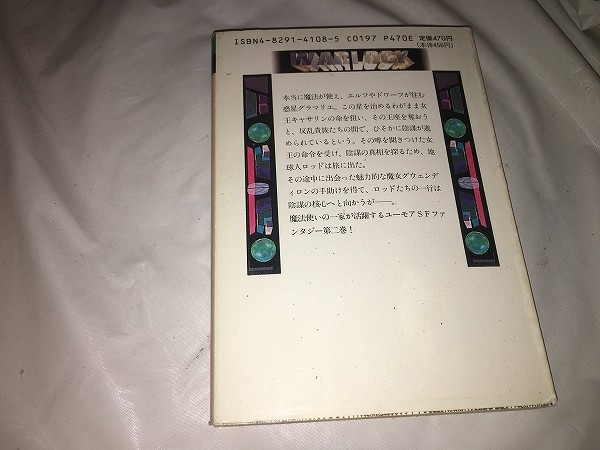 ISBN4-8291-4108-5 C0197 P470E 定価470円
(本体456円)
WARLOCK
本当に魔法が使え、エルフやドワーフが住む
惑星グラマリエ。この星を治めるわがまま女
王キャサリンの命を狙い、その王座を奪おう
と、反乱貴族たちの間で、ひそかに陰謀が進
められているという。その噂を聞きつけた女
王の命令を受け、陰謀の真相を探るため、地
球人ロッドは旅に出た。
その途中に出会った魅力的な魔女グウェンデ
ィロンの手助けを得て、ロッドたちの一行は
陰謀の核心へと向かうが――。
魔法使いの一家が活躍するユーモアSFファ
ンタジー第二巻！